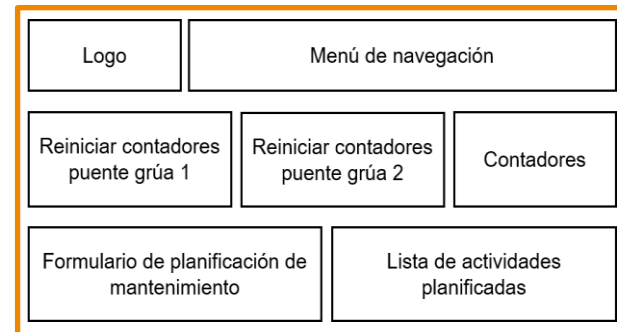 Logo
Menú de navegación
Reiniciar contadores
puente grúa 1
Reiniciar contadores
puente grúa 2
Contadores
Formulario de planificación de
mantenimiento
Lista de actividades
planificadas